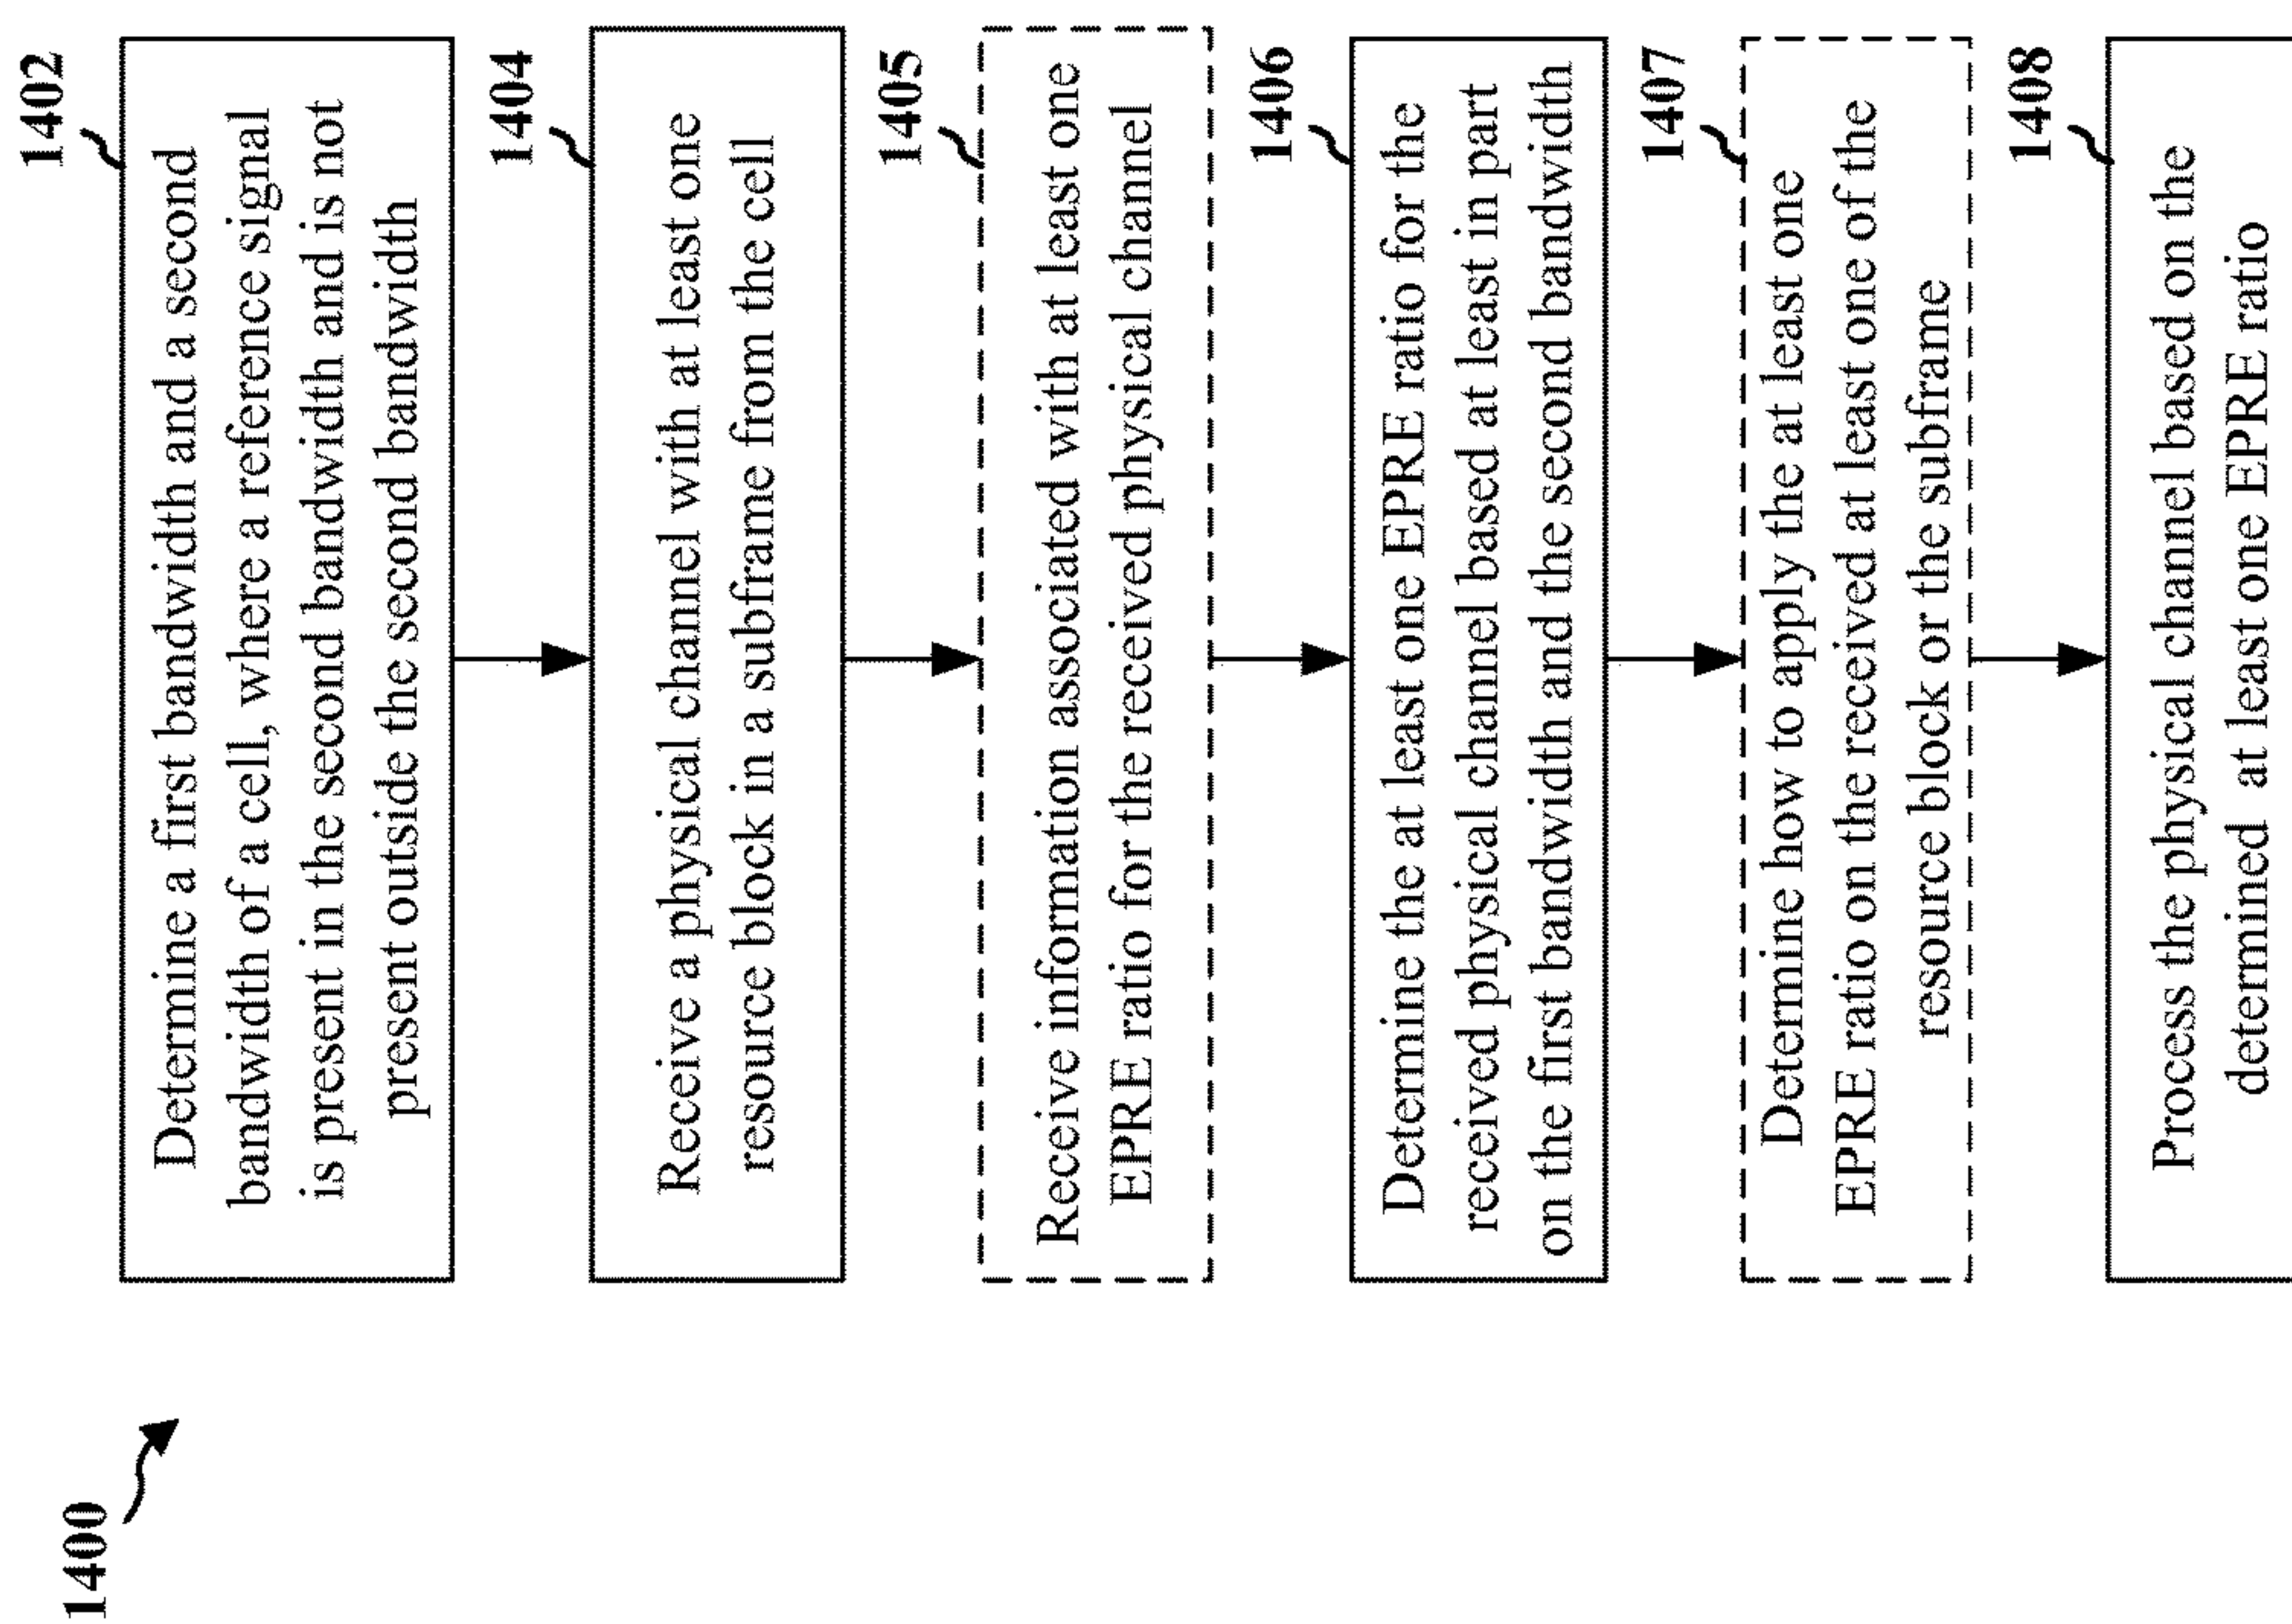 1400
1402
Determine a first bandwidth and a second
bandwidth of a cell, where a reference signal
is present in the second bandwidth and is not
present outside the second bandwidth
1404
Receive a physical channel with at least one
resource block in a subframe from the cell
1405
Receive information associated with at least one
EPRE ratio for the received physical channel
1406
Determine the at least one EPRE ratio for the
received physical channel based at least in part
on the first bandwidth and the second bandwidth
1407
Determine how to apply the at least one
EPRE ratio on the received at least one of the
resource block or the subframe
1408
Process the physical channel based on the
determined at least one EPRE ratio